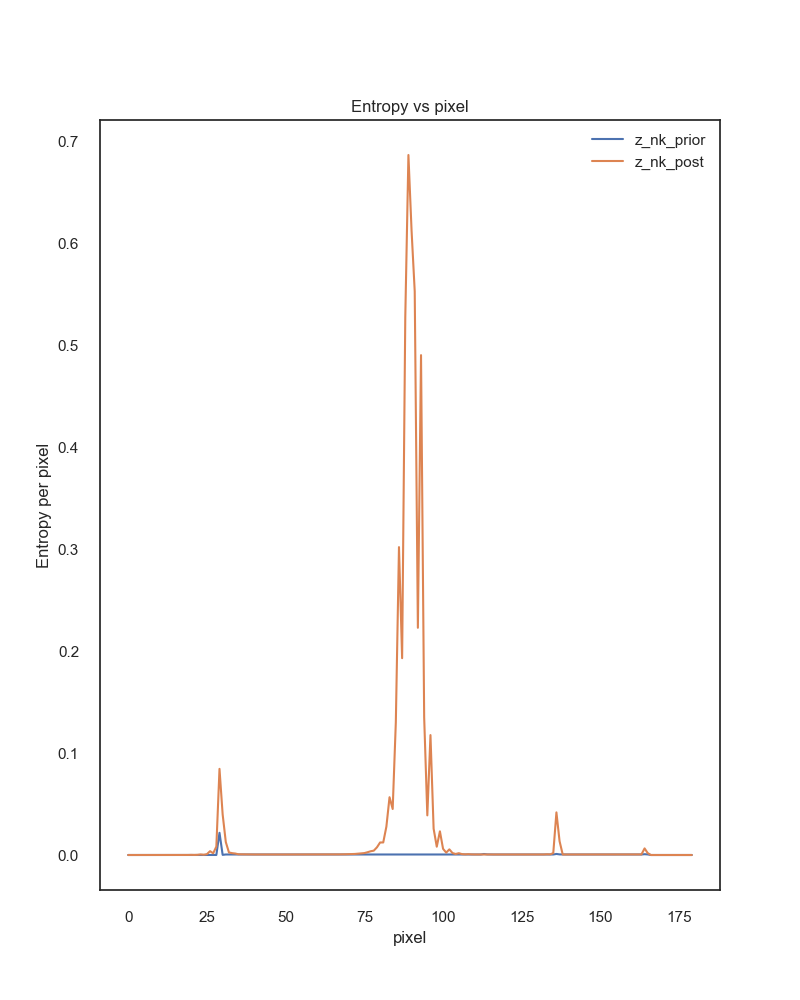 Entropy vs pixel
z_nk_prior
z_nk_post
Entropy per pixel
0.7
0.6
0.5
0.4
0.3
0.2
0.1
0.0
0 25 50 75 100 125 150 175
pixel